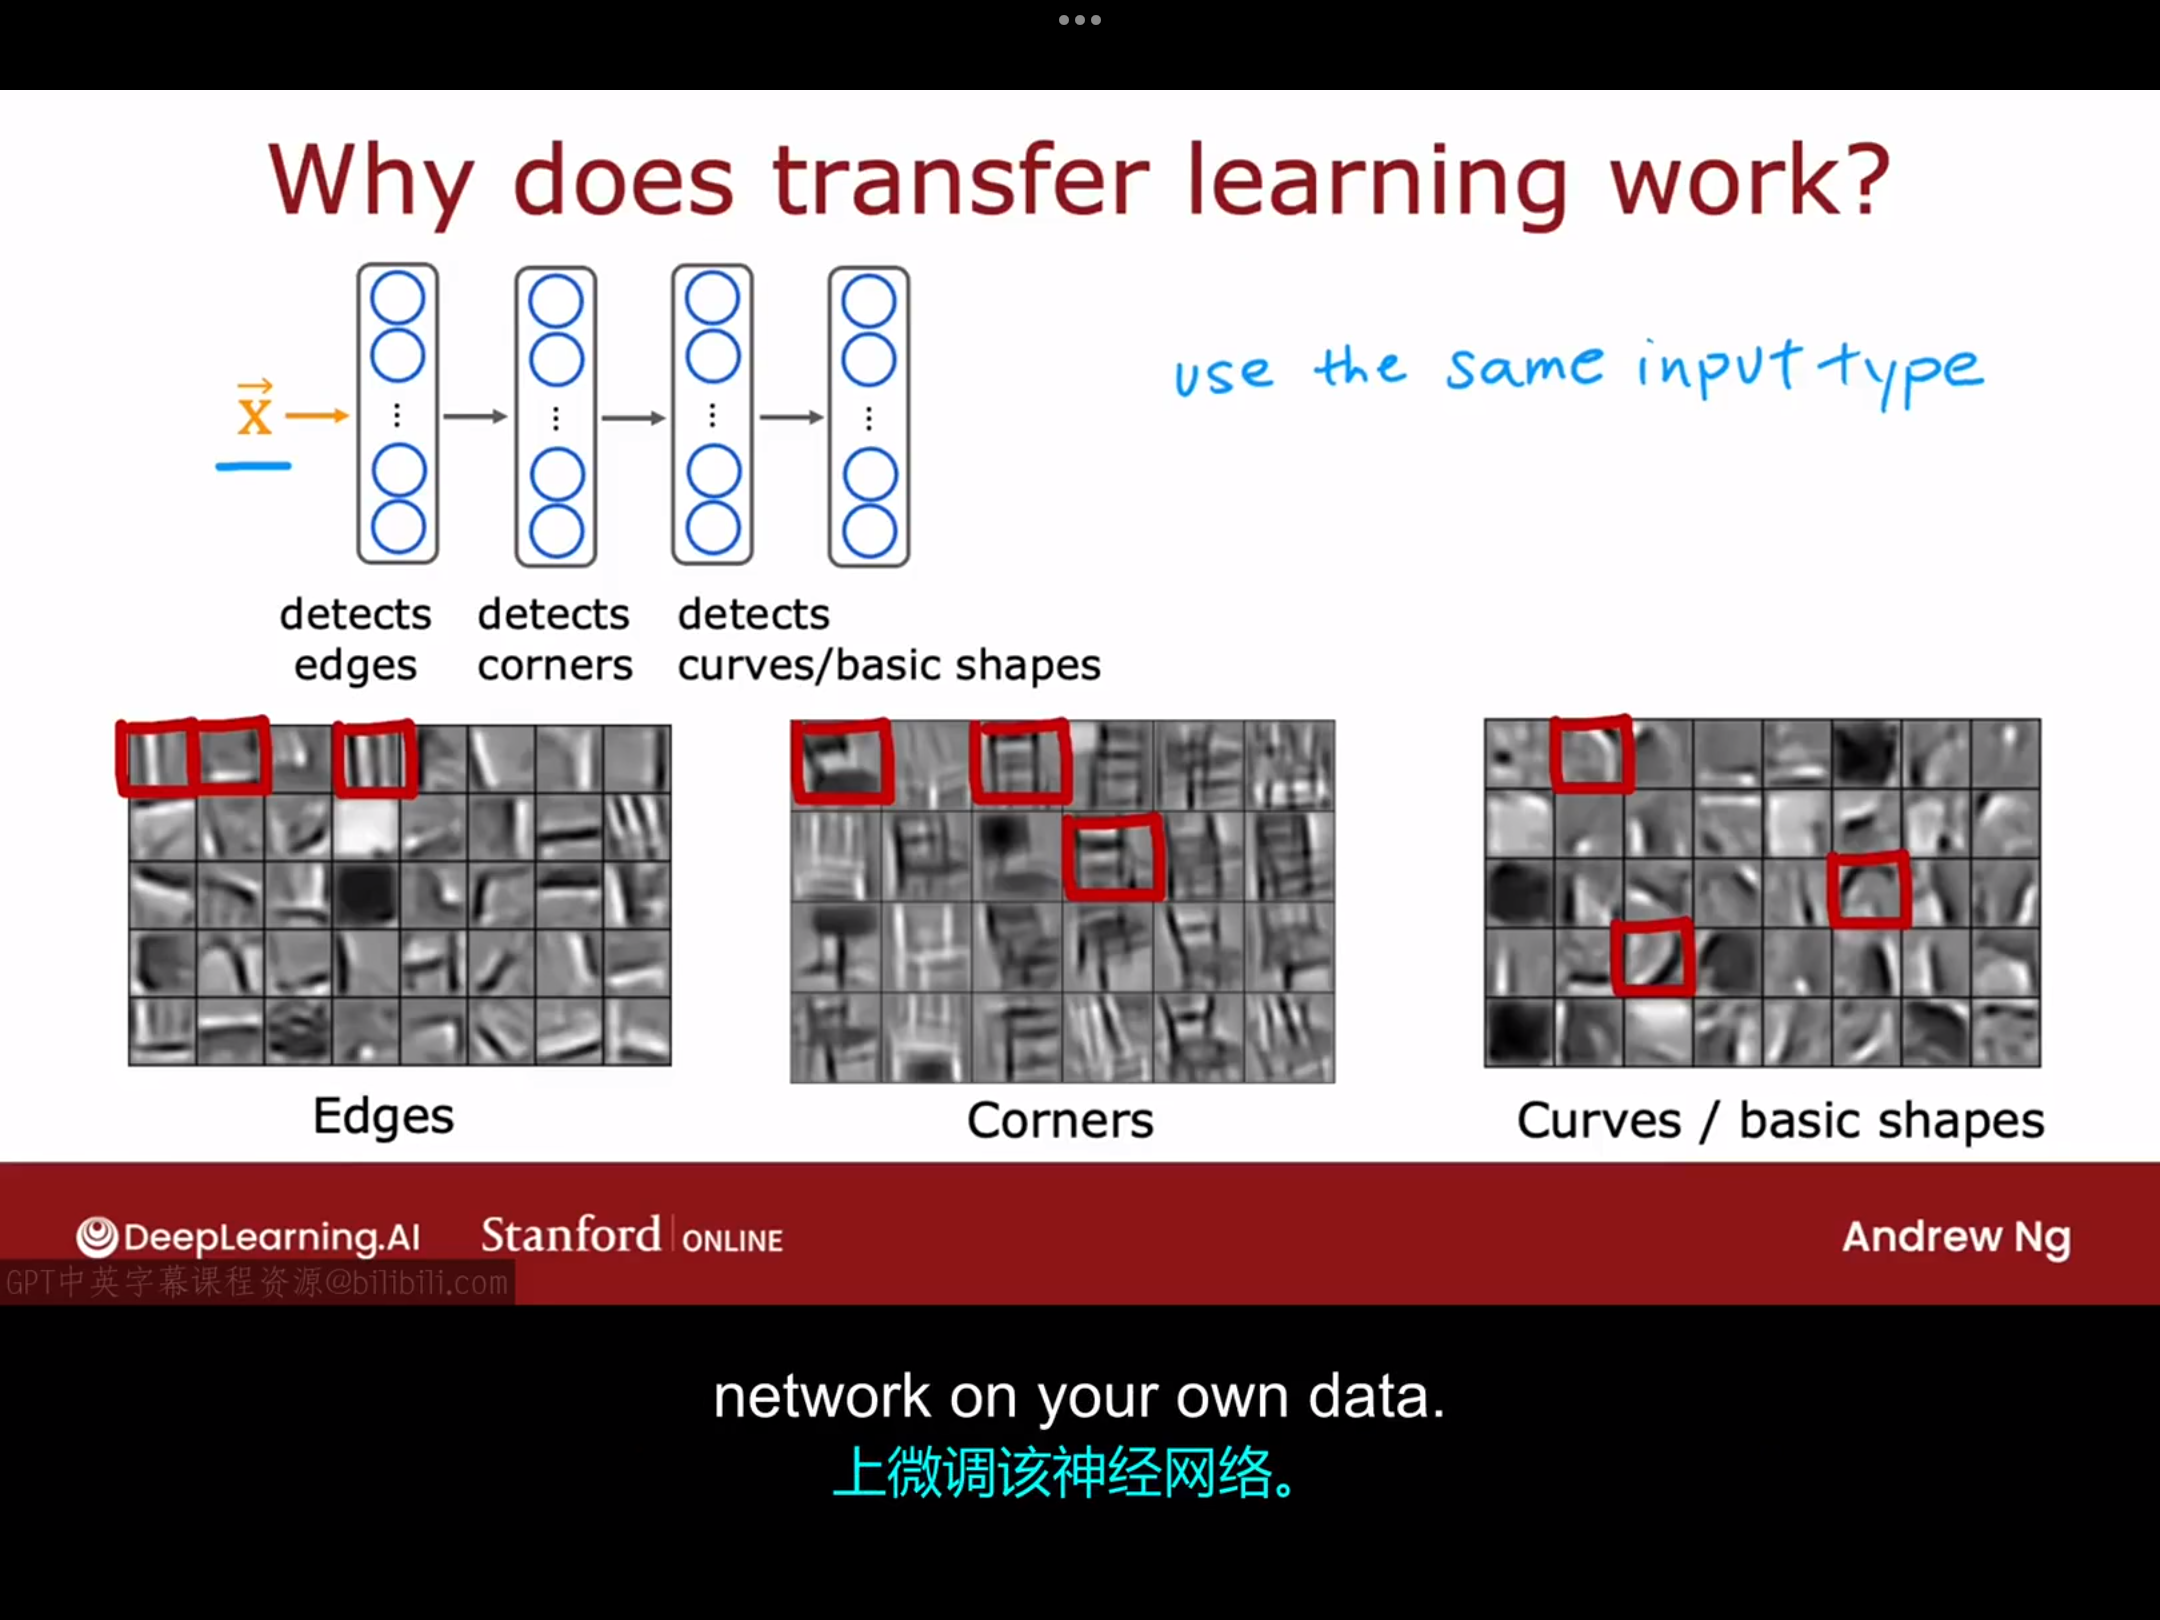 Why does transfer learning work?
x
use the same input type
detects edges
detects corners
detects curves/basic shapes
Edges
Corners
Curves / basic shapes
DeepLearning.AI
Stanford ONLINE
Andrew Ng
GPT中英字幕课程资源@bilibili.com
network on your own data.
上微调该神经网络。